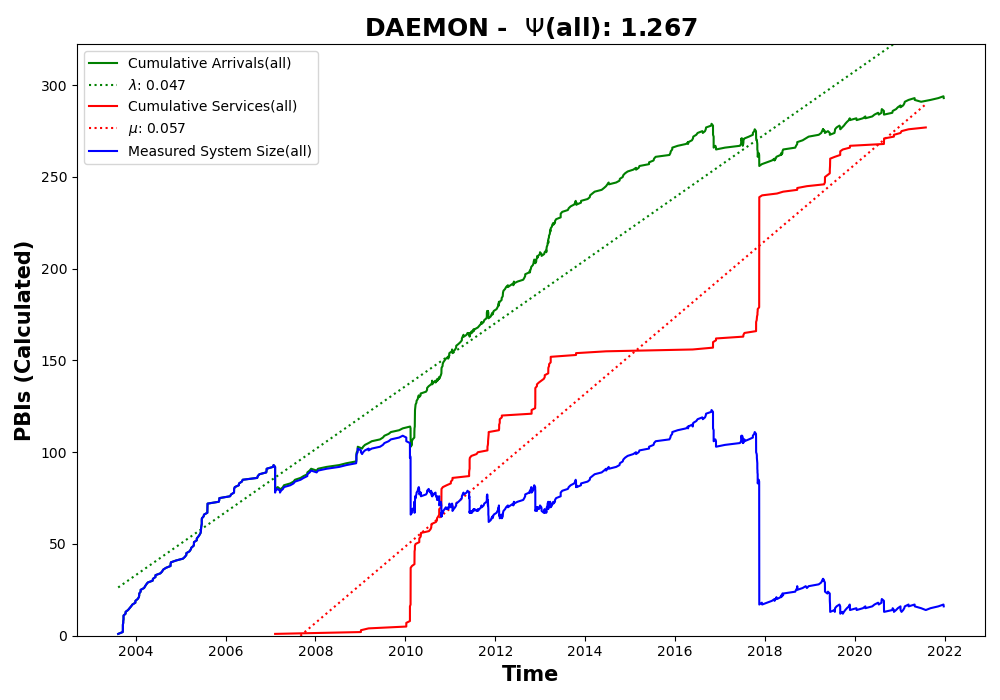 DAEMON - Ψ(all): 1.267
Cumulative Arrivals(all)
λ: 0.047
Cumulative Services(all)
μ: 0.057
Measured System Size(all)
PBIs (Calculated)
300
250
200
150
100
50
0
2004 2006 2008 2010 2012 2014 2016 2018 2020 2022
Time